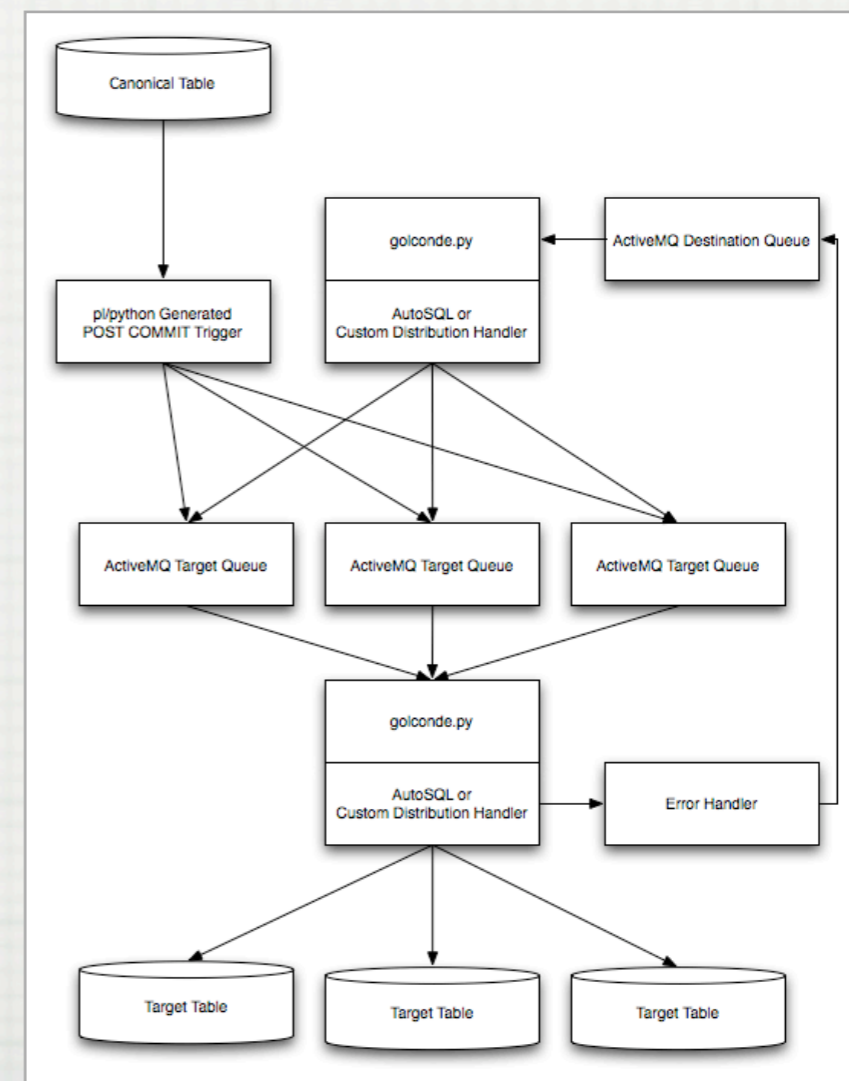 Canonical Table
golconde.py
ActiveMQ Destination Queue
pl/python Generated
POST COMMIT Trigger
AutoSQL or
Custom Distribution Handler
ActiveMQ Target Queue
ActiveMQ Target Queue
ActiveMQ Target Queue
golconde.py
AutoSQL or
Custom Distribution Handler
Error Handler
Target Table
Target Table
Target Table